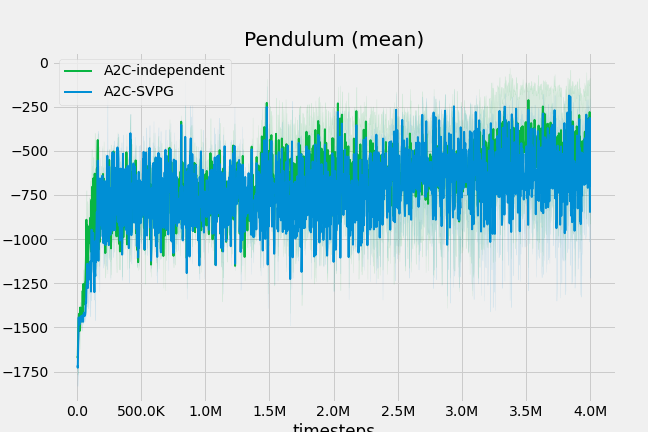 Pendulum (mean)
A2C-independent
A2C-SVPG
0
−250
−500
−750
−1000
−1250
−1500
−1750
0.0 500.0K 1.0M 1.5M 2.0M 2.5M 3.0M 3.5M 4.0M
timesteps